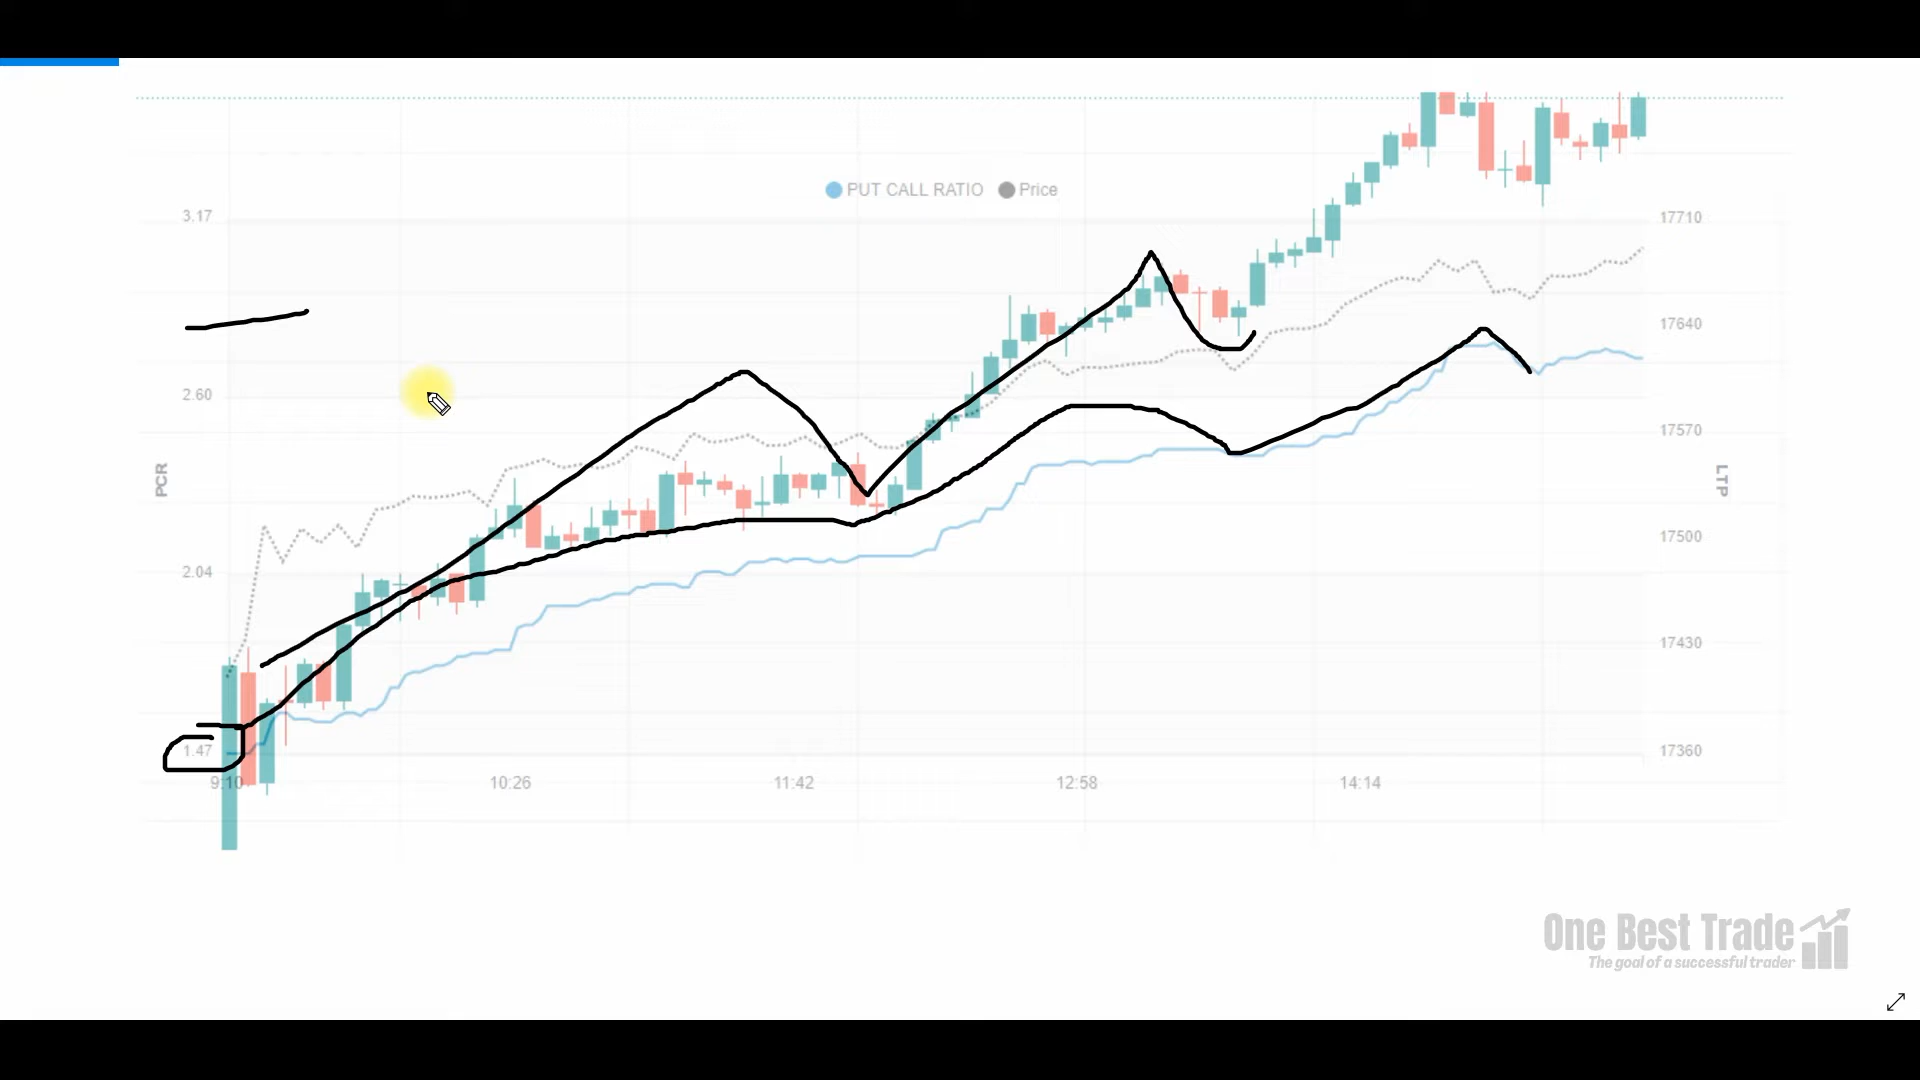 PUT CALL RATIO Price
3.17
17710
17640
2.60
17570
PCR
LTP
17500
2.04
17430
1.47
17360
9:10 10:26 11:42 12:58 14:14
One Best Trade
The goal of a successful trader